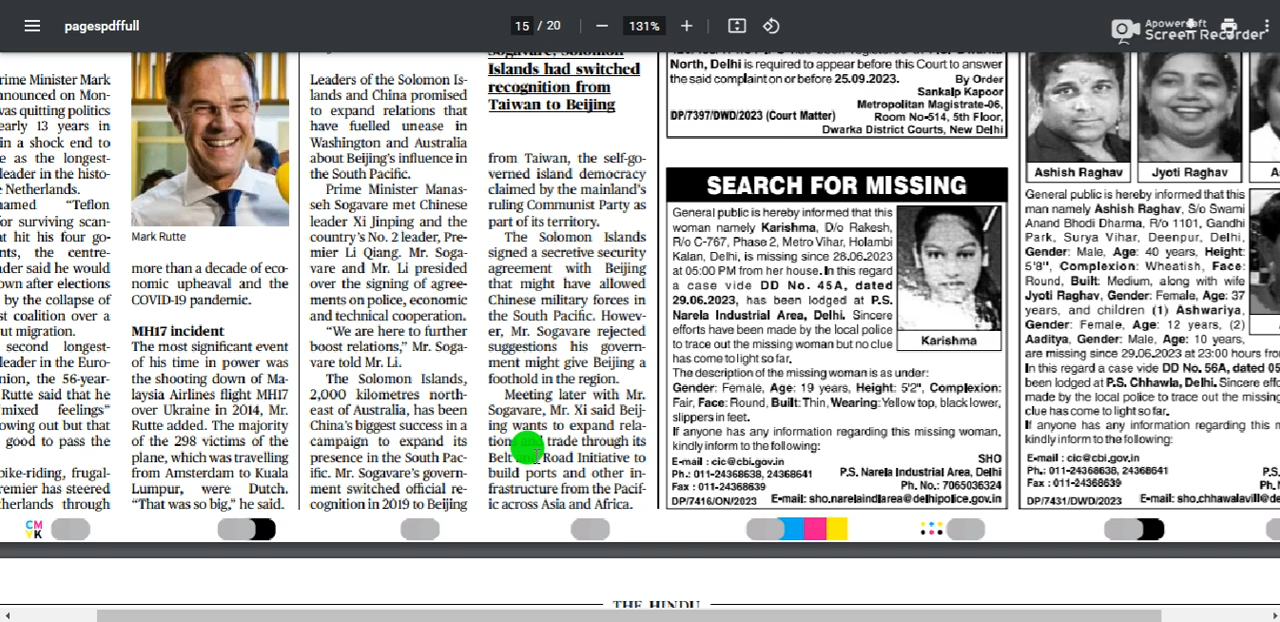 pagespdffull
15 / 20
131%
Apowersoft
Screen Recorder
rime Minister Mark
nnounced on Mon-
vas quitting politics
early 13 years in
in a shock end to
e as the longest-
leader in the histo-
Netherlands.
named “Teflon
or surviving scan-
at hit his four go-
nts, the centre-
der said he would
own after elections
by the collapse of
st coalition over a
ut migration.
second longest-
leader in the Euro-
nion, the 56-year-
Rutte said that he
mixed feelings”
owing out but that
good to pass the
bike-riding, frugal-
remier has steered
therlands through
Mark Rutte
more than a decade of eco-
nomic upheaval and the
COVID-19 pandemic.
MH17 incident
The most significant event
of his time in power was
the shooting down of Ma-
laysia Airlines flight MH17
over Ukraine in 2014, Mr.
Rutte added. The majority
of the 298 victims of the
plane, which was travelling
from Amsterdam to Kuala
Lumpur, were Dutch.
“That was so big,” he said.
Leaders of the Solomon Is-
lands and China promised
to expand relations that
have fuelled unease in
Washington and Australia
about Beijing’s influence in
the South Pacific.
Prime Minister Manas-
seh Sogavare met Chinese
leader Xi Jinping and the
country’s No. 2 leader, Pre-
mier Li Qiang. Mr. Soga-
vare and Mr. Li presided
over the signing of agree-
ments on police, economic
and technical cooperation.
“We are here to further
boost relations,” Mr. Soga-
vare told Mr. Li.
The Solomon Islands,
2,000 kilometres north-
east of Australia, has been
China’s biggest success in a
campaign to expand its
presence in the South Pac-
ific. Mr. Sogavare’s govern-
ment switched official re-
cognition in 2019 to Beijing
Sogavare, Solomon
Islands had switched
recognition from
Taiwan to Beijing
from Taiwan, the self-go-
verned island democracy
claimed by the mainland’s
ruling Communist Party as
part of its territory.
The Solomon Islands
signed a secretive security
agreement with Beijing
that might have allowed
Chinese military forces in
the South Pacific. Howev-
er, Mr. Sogavare rejected
suggestions his govern-
ment might give Beijing a
foothold in the region.
Meeting later with Mr.
Sogavare, Mr. Xi said Beij-
ing wants to expand rela-
tions and trade through its
Belt and Road Initiative to
build ports and other in-
frastructure from the Pacif-
ic across Asia and Africa.
North, Delhi is required to appear before this Court to answer
the said complaint on or before 25.09.2023.
By Order
Sankalp Kapoor
Metropolitan Magistrate-06,
Room No-514, 5th Floor,
DP/7397/DWD/2023 (Court Matter)
Dwarka District Courts, New Delhi
SEARCH FOR MISSING
General public is hereby informed that this
woman namely Karishma, D/o Rakesh,
R/o C-767, Phase 2, Metro Vihar, Holambi
Kalan, Delhi, is missing since 28.06.2023
at 05:00 PM from her house. In this regard
a case vide DD No. 45A, dated
29.06.2023, has been lodged at P.S.
Narela Industrial Area, Delhi. Sincere
efforts have been made by the local police
to trace out the missing woman but no clue
has come to light so far.
Karishma
The description of the missing woman is as under:
Gender: Female, Age: 19 years, Height: 5'2", Complexion:
Fair, Face: Round, Built: Thin, Wearing: Yellow top, black lower,
slippers in feet.
If anyone has any information regarding this missing woman,
kindly inform to the following:
E-mail : cic@cbi.gov.in
Ph.: 011-24368638, 24368641
Fax : 011-24368639
DP/7416/ON/2023
SHO
P.S. Narela Industrial Area, Delhi
Ph. No.: 7065036324
E-mail: sho.narelaindlarea@delhipolice.gov.in
Ashish Raghav
Jyoti Raghav
General public is hereby informed that this
man namely Ashish Raghav, S/o Swami
Anand Bhodi Dharma, R/o 1101, Gandhi
Park, Surya Vihar, Deenpur, Delhi,
Gender: Male, Age: 40 years, Height:
5'8", Complexion: Wheatish, Face:
Round, Built: Medium, along with wife
Jyoti Raghav, Gender: Female, Age: 37
years, and children (1) Ashwariya,
Gender: Female, Age: 12 years, (2)
Aaditya, Gender: Male, Age: 10 years,
are missing since 29.06.2023 at 23:00 hours fro
In this regard a case vide DD No. 56A, dated 05
been lodged at P.S. Chhawla, Delhi. Sincere effo
made by the local police to trace out the missing
clue has come to light so far.
If anyone has any information regarding this m
kindly inform to the following:
E-mail : cic@cbi.gov.in
Ph.: 011-24368638, 24368641
Fax : 011-24368639
Ph. N
DP/7431/DWD/2023
E-mail: sho.chhawalavill@d
CM
YK
THE HINDU